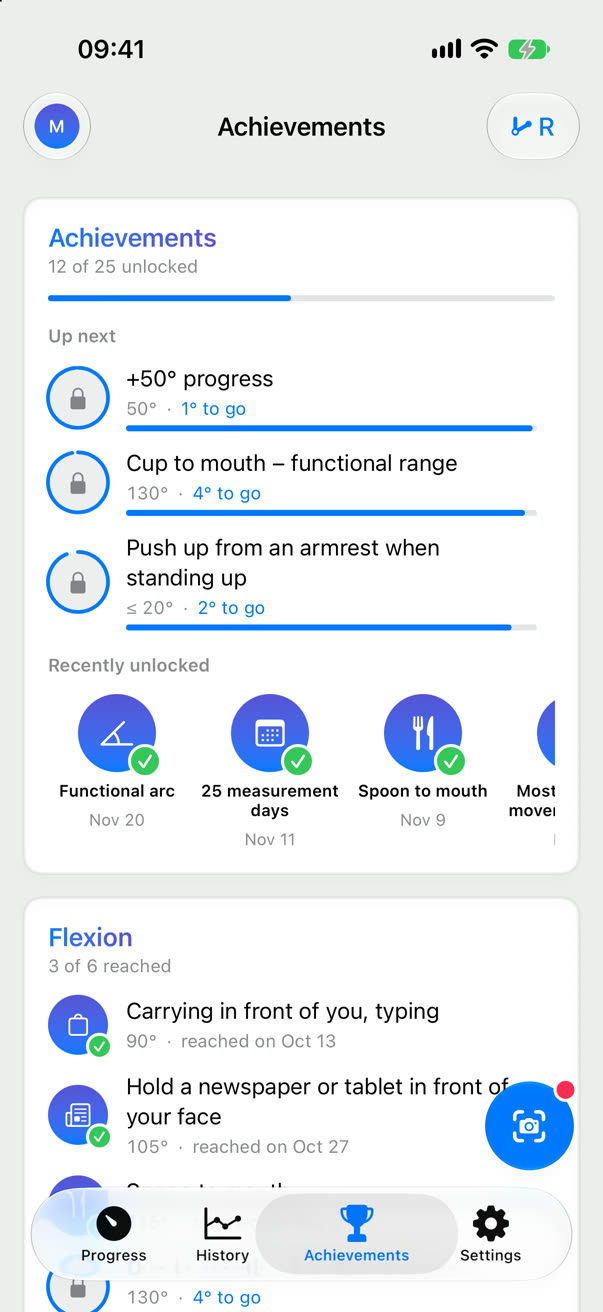 09:41
M
Achievements
R
Achievements
12 of 25 unlocked
Up next
+50° progress
50° · 1° to go
Cup to mouth – functional range
130° · 4° to go
Push up from an armrest when
standing up
≤ 20° · 2° to go
Recently unlocked
Functional arc
Nov 20
25 measurement
days
Nov 11
Spoon to mouth
Nov 9
Most
Flexion
3 of 6 reached
Carrying in front of you, typing
90° · reached on Oct 13
Hold a newspaper or tablet in front of
your face
105° · reached on Oct 27
Progress
History
Achievements
Settings
130° · 4° to go